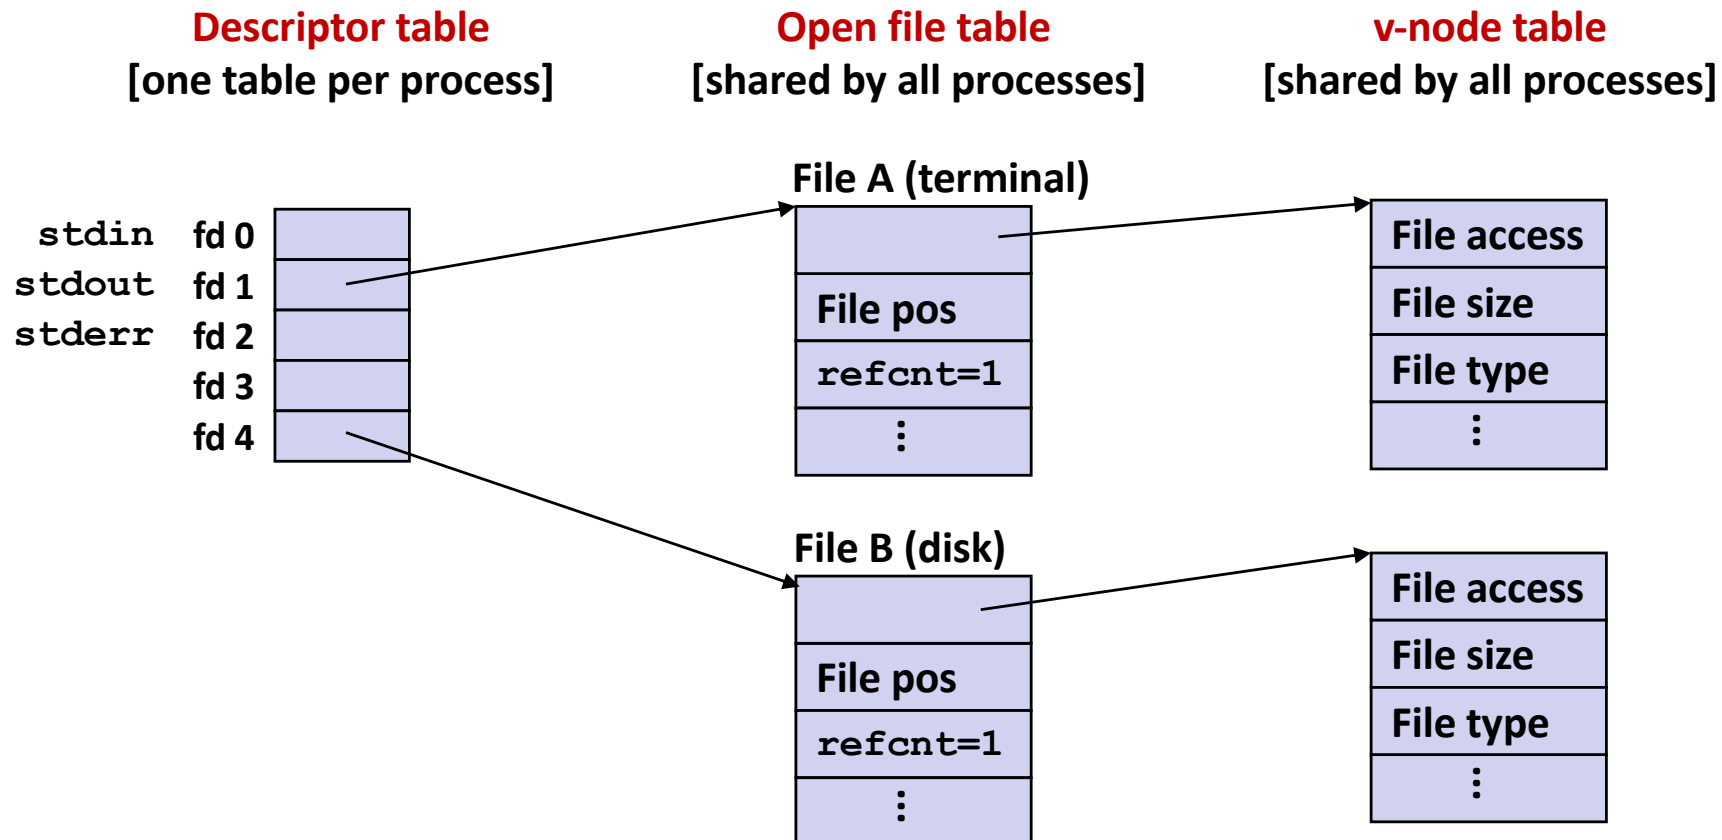 Descriptor table
[one table per process]
Open file table
[shared by all processes]
v-node table
[shared by all processes]
stdin fd 0
stdout fd 1
stderr fd 2
fd 3
fd 4
File A (terminal)
File pos
refcnt=1
⋮
File access
File size
File type
⋮
File B (disk)
File pos
refcnt=1
⋮
File access
File size
File type
⋮